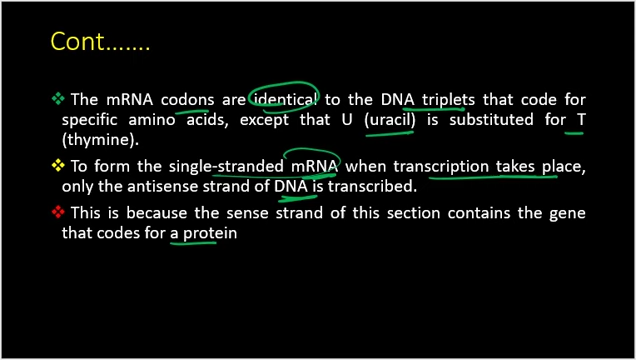 Cont.......
The mRNA codons are identical to the DNA triplets that code for
specific amino acids, except that U (uracil) is substituted for T
(thymine).
To form the single-stranded mRNA when transcription takes place,
only the antisense strand of DNA is transcribed.
This is because the sense strand of this section contains the gene
that codes for a protein